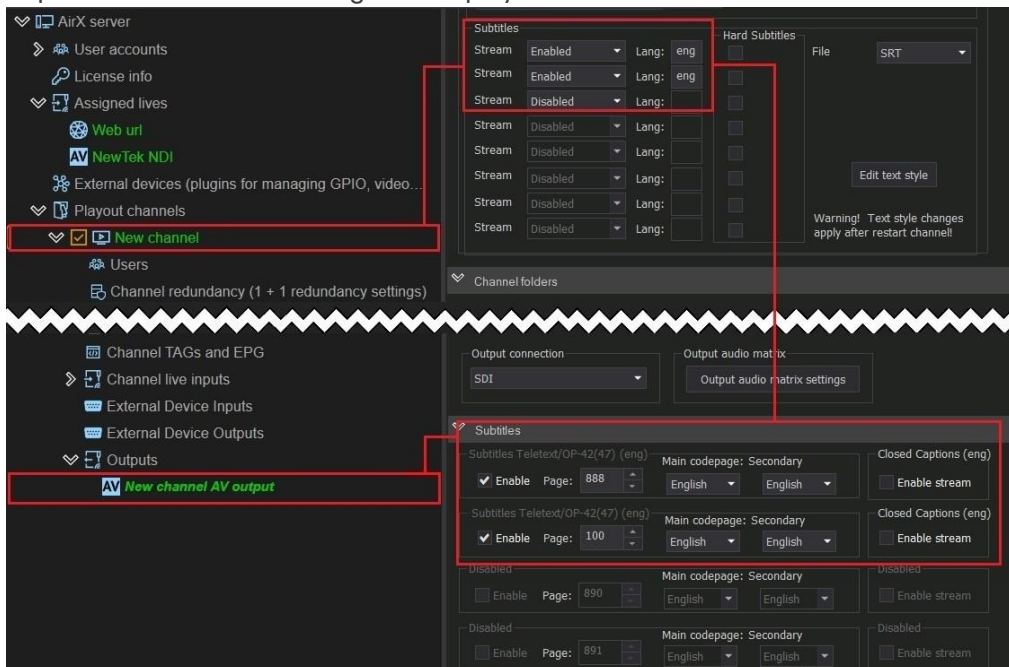 AirX server
User accounts
License info
Assigned lives
Web url
NewTek NDI
External devices (plugins for managing GPIO, video...
Playout channels
New channel
Users
Channel redundancy (1 + 1 redundancy settings)
Subtitles
Hard Subtitles
Stream Enabled Lang: eng
File SRT
Stream Enabled Lang: eng
Stream Disabled Lang:
Stream Disabled Lang:
Stream Disabled Lang:
Stream Disabled Lang:
Edit text style
Stream Disabled Lang:
Stream Disabled Lang:
Warning! Text style changes
apply after restart channel!
Channel folders
Channel TAGs and EPG
Channel live inputs
External Device Inputs
External Device Outputs
Outputs
AV New channel AV output
Output connection
SDI
Output audio matrix
Output audio matrix settings
Subtitles
Subtitles Teletext/OP-42(47) (eng)
Main codepage: Secondary
Closed Captions (eng)
Enable Page: 888 English English
Enable stream
Subtitles Teletext/OP-42(47) (eng)
Main codepage: Secondary
Closed Captions (eng)
Enable Page: 100 English English
Enable stream
Disabled
Main codepage: Secondary
Disabled
Enable Page: 890 English English
Enable stream
Disabled
Main codepage: Secondary
Disabled
Enable Page: 891 English English
Enable stream